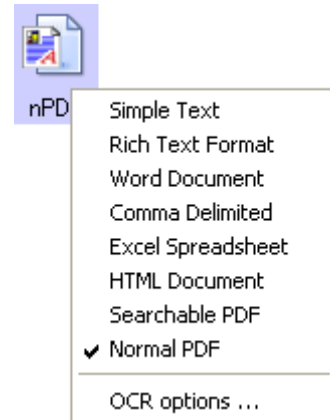 nPD
Simple Text
Rich Text Format
Word Document
Comma Delimited
Excel Spreadsheet
HTML Document
Searchable PDF
Normal PDF
OCR options ...